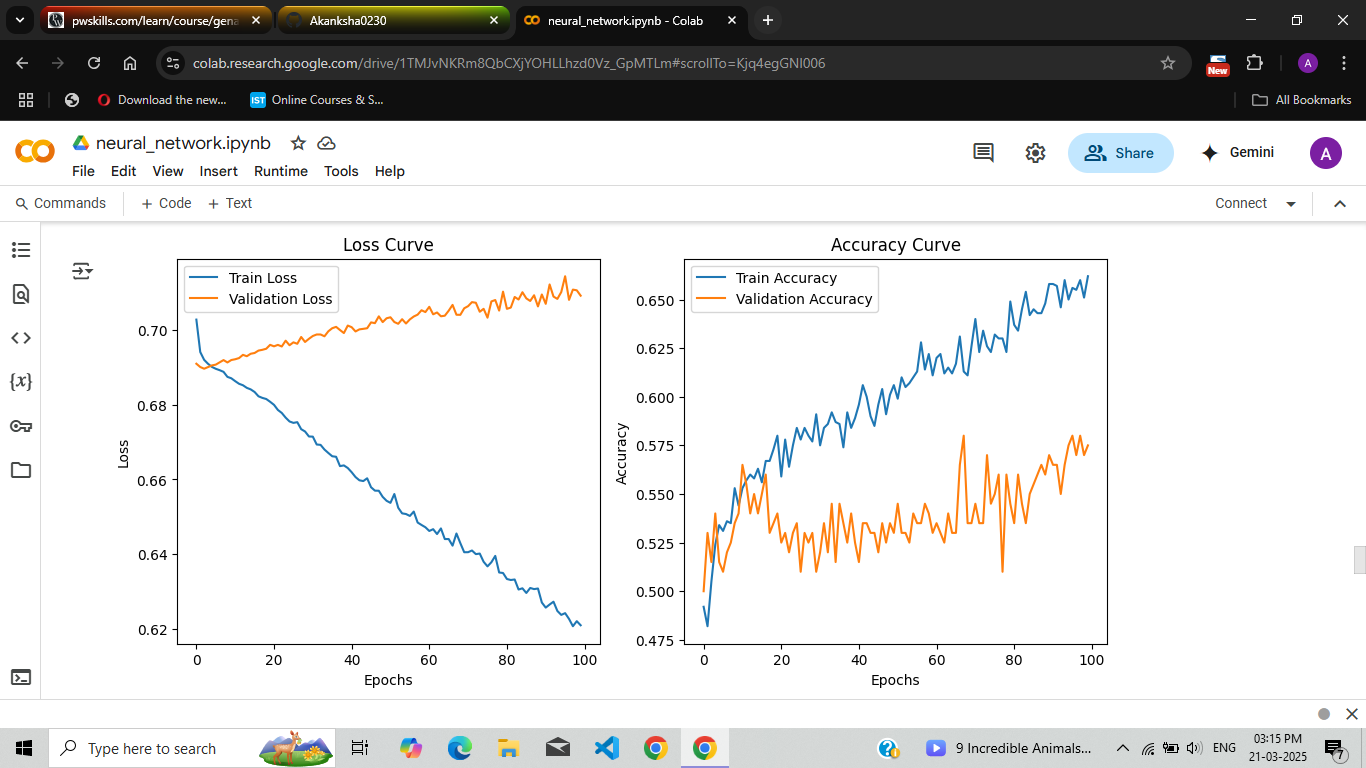 pwskills.com/learn/course/gena
Akanksha0230
neural_network.ipynb - Colab
colab.research.google.com/drive/1TMJvNKRm8QbCXjYOHLLhzd0Vz_GpMTLm#scrollTo=Kjq4egGNI006
New
A
Download the new...
IST
Online Courses & S...
All Bookmarks
neural_network.ipynb
File Edit View Insert Runtime Tools Help
Share
Gemini
A
Commands
+ Code + Text
Connect
{x}
Loss Curve
Train Loss
Validation Loss
0.70
0.68
0.66
0.64
0.62
Loss
0 20 40 60 80 100
Epochs
Accuracy Curve
Train Accuracy
Validation Accuracy
0.650
0.625
0.600
0.575
0.550
0.525
0.500
0.475
Accuracy
0 20 40 60 80 100
Epochs
Type here to search
9 Incredible Animals...
ENG
03:15 PM
21-03-2025
7